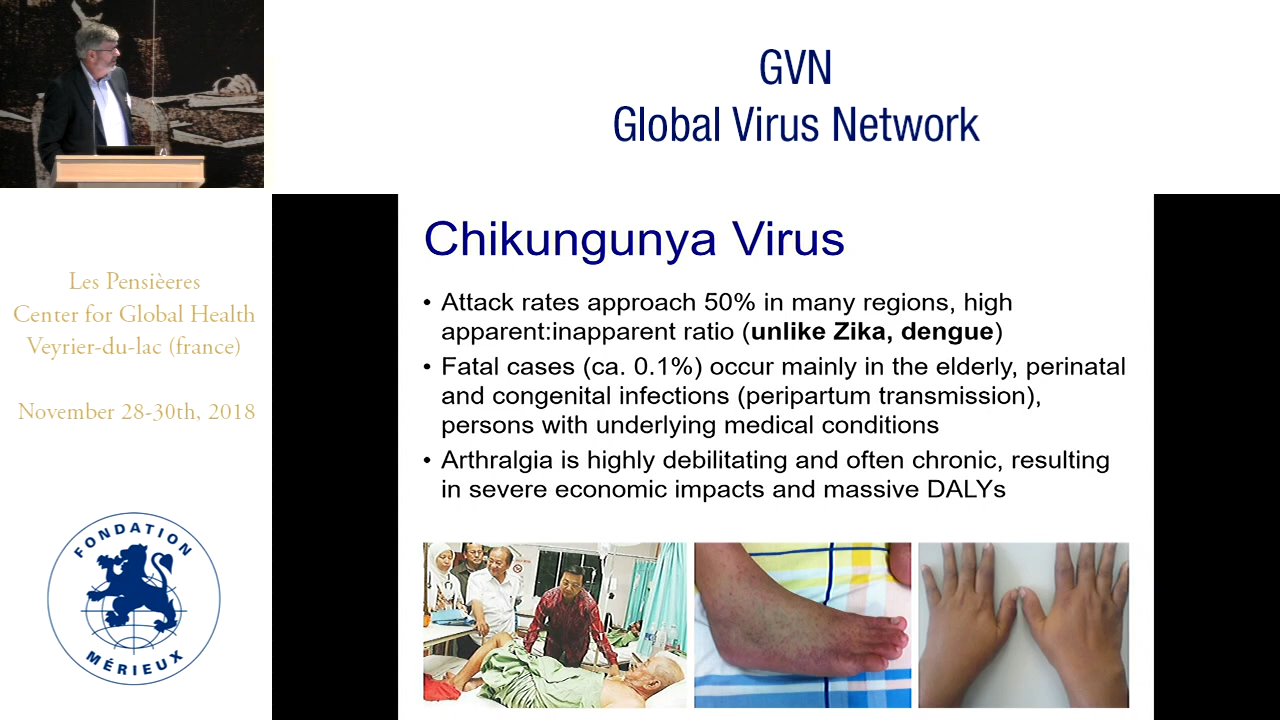 GVN
Global Virus Network
Les Pensièeres
Center for Global Health
Veyrier-du-lac (france)
November 28-30th, 2018
FONDATION
MÉRIEUX
Chikungunya Virus
• Attack rates approach 50% in many regions, high
apparent:inapparent ratio (unlike Zika, dengue)
• Fatal cases (ca. 0.1%) occur mainly in the elderly, perinatal
and congenital infections (peripartum transmission),
persons with underlying medical conditions
• Arthralgia is highly debilitating and often chronic, resulting
in severe economic impacts and massive DALYs